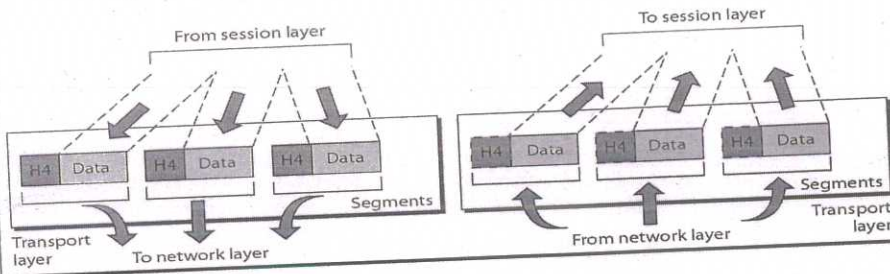 From session layer
H4 Data H4 Data H4 Data
Segments
Transport
layer
To network layer
To session layer
H4 Data H4 Data H4 Data
Segments
From network layer
Transport
layer